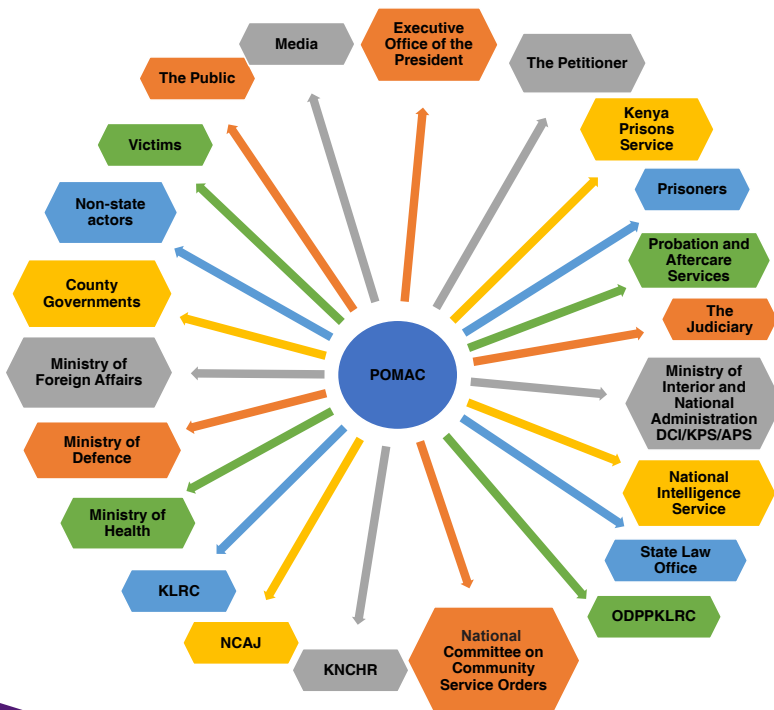 Executive
Office of the
President
Media
The Petitioner
The Public
Kenya
Prisons
Service
Victims
Prisoners
Non-state
actors
Probation and
Aftercare
Services
County
Governments
The
Judiciary
Ministry of
Foreign Affairs
POMAC
Ministry of
Interior and
National
Administration
DCI/KPS/APS
Ministry of
Defence
National
Intelligence
Service
Ministry of
Health
State Law
Office
KLRC
ODPPKLRC
NCAJ
KNCHR
National
Committee on
Community
Service Orders